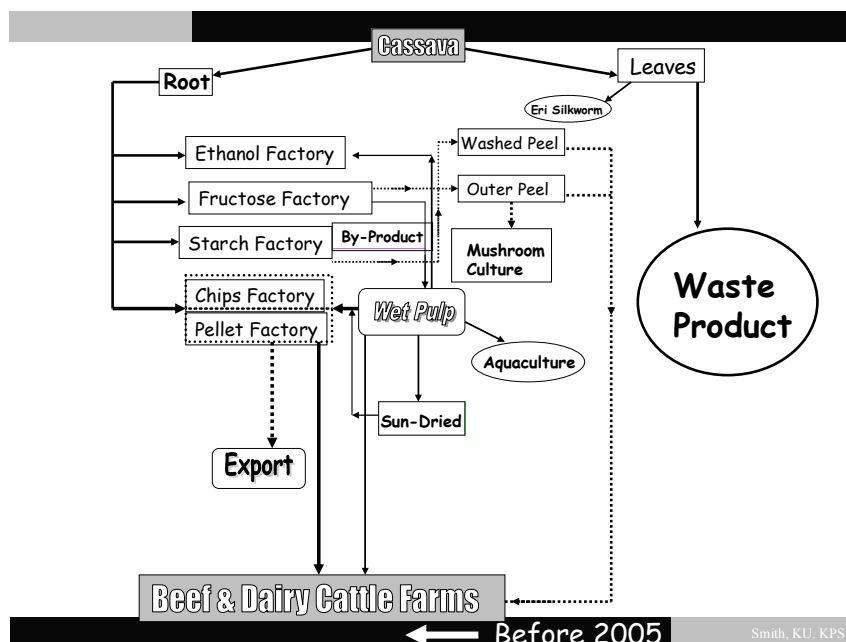 Cassava
Root
Leaves
Eri Silkworm
Ethanol Factory
Washed Peel
Fructose Factory
Outer Peel
Starch Factory
By-Product
Mushroom
Culture
Chips Factory
Wet Pulp
Waste
Product
Pellet Factory
Aquaculture
Sun-Dried
Export
Beef & Dairy Cattle Farms
Before 2005
Smith, KU. KPS